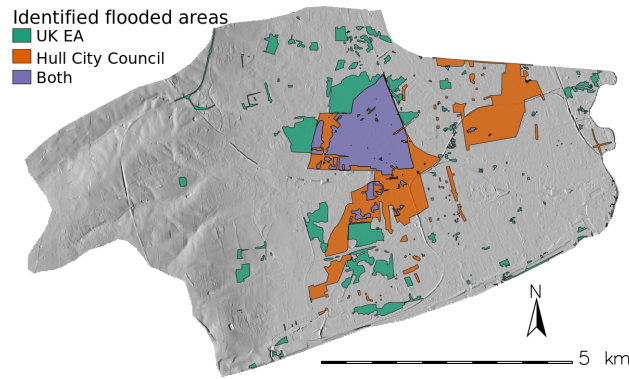 Identified flooded areas
UK EA
Hull City Council
Both
N
5 km